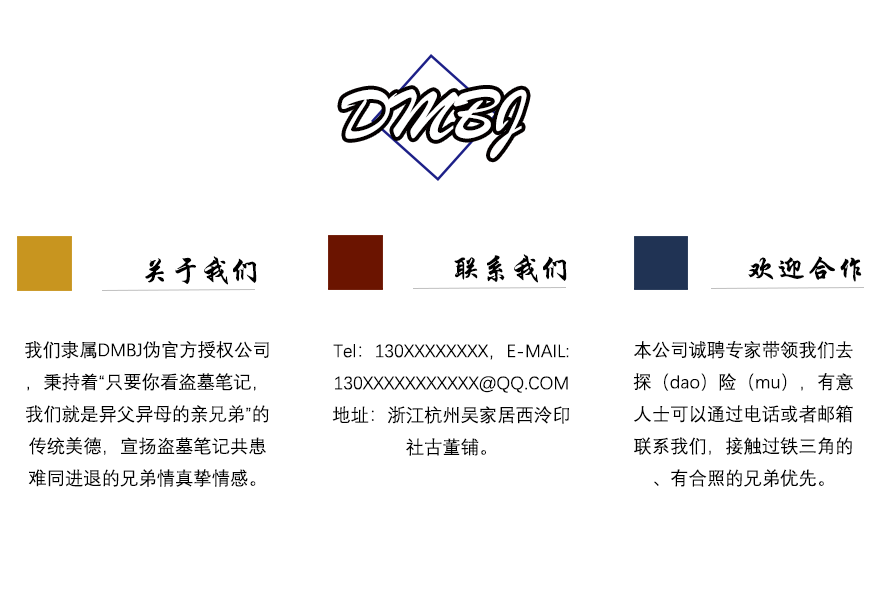 DMBJ
关于我们
我们隶属DMBJ伪官方授权公司
，秉持着“只要你看盗墓笔记，
我们就是异父异母的亲兄弟”的
传统美德，宣扬盗墓笔记共患
难同进退的兄弟情真挚情感。
联系我们
Tel：130XXXXXXXX，E-MAIL:
130XXXXXXXXXXX@QQ.COM
地址：浙江杭州吴家居西泠印
社古董铺。
欢迎合作
本公司诚聘专家带领我们去
探（dao）险（mu），有意
人士可以通过电话或者邮箱
联系我们，接触过铁三角的
、有合照的兄弟优先。